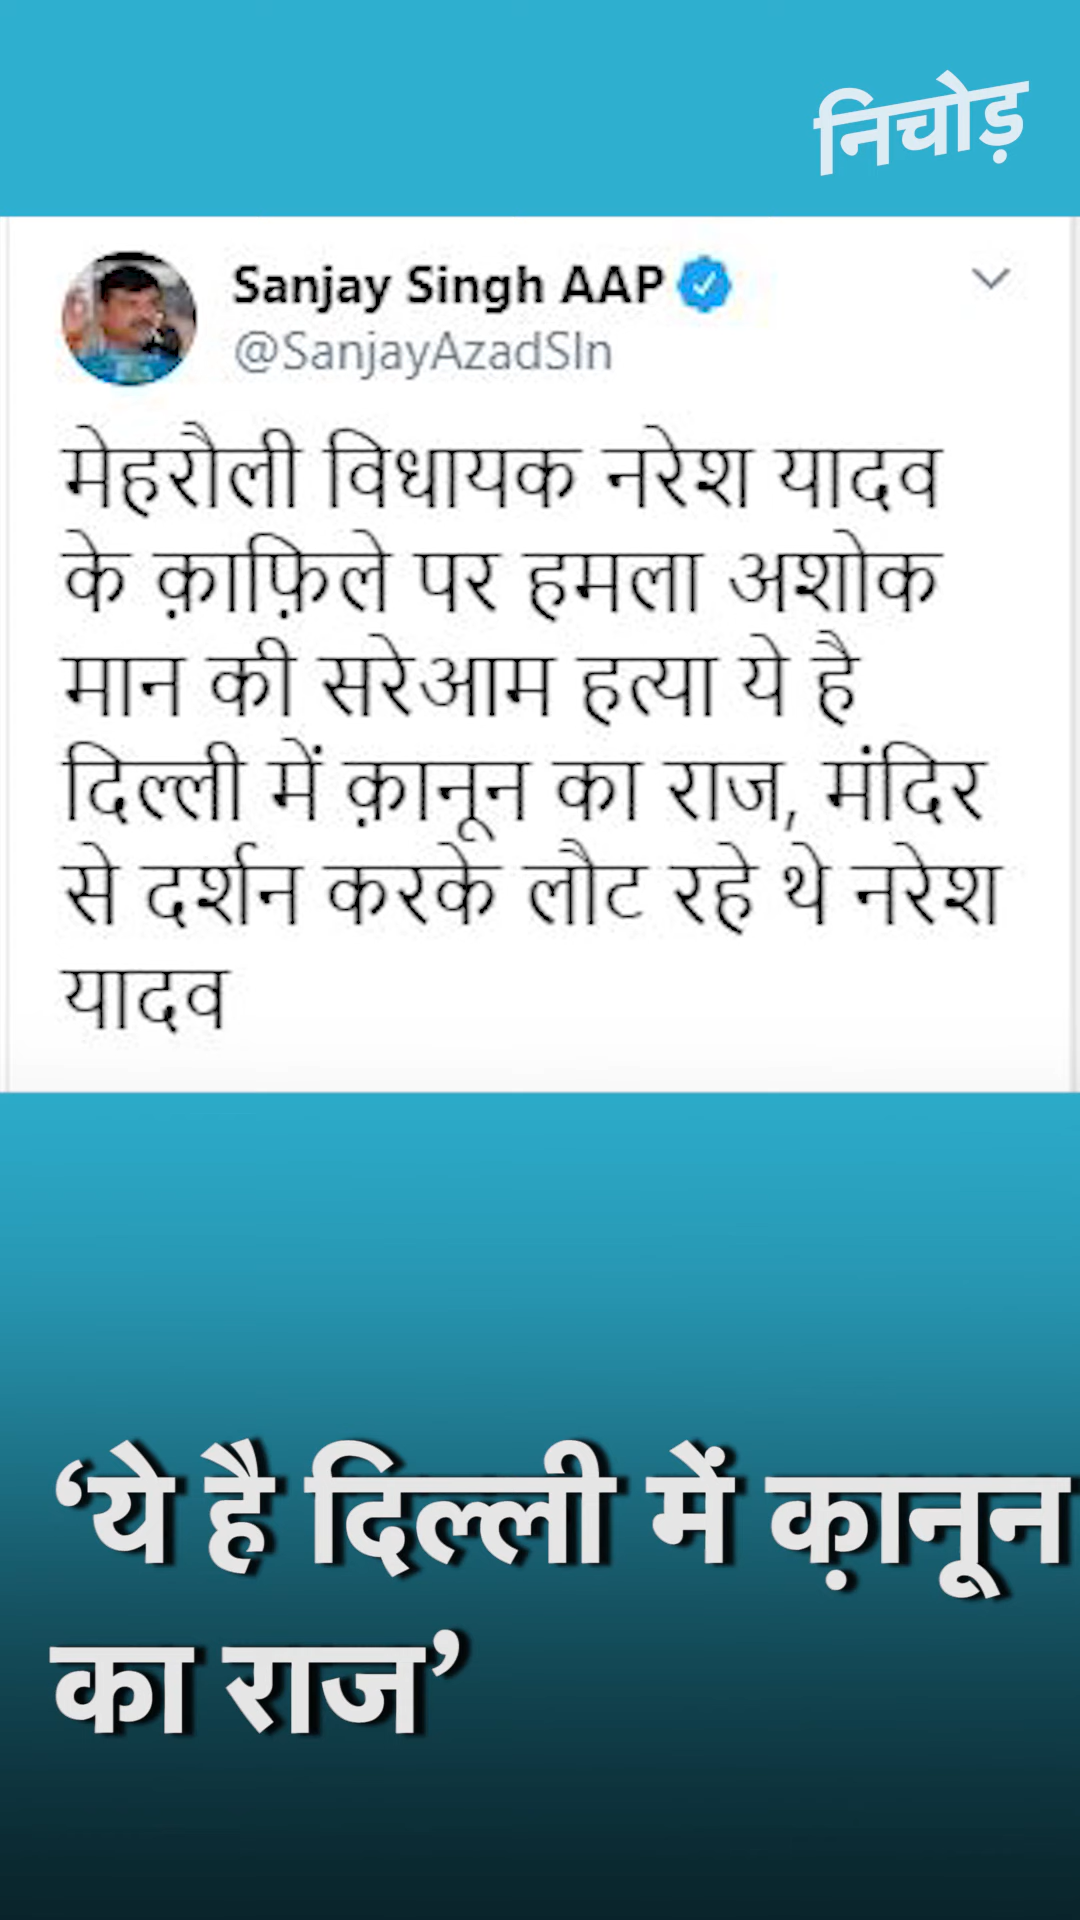 निचोड़
Sanjay Singh AAP
@SanjayAzadSln
मेहरौली विधायक नरेश यादव
के क़ाफ़िले पर हमला अशोक
मान की सरेआम हत्या ये है
दिल्ली में क़ानून का राज, मंदिर
से दर्शन करके लौट रहे थे नरेश
यादव
‘ये है दिल्ली में क़ानून
का राज’